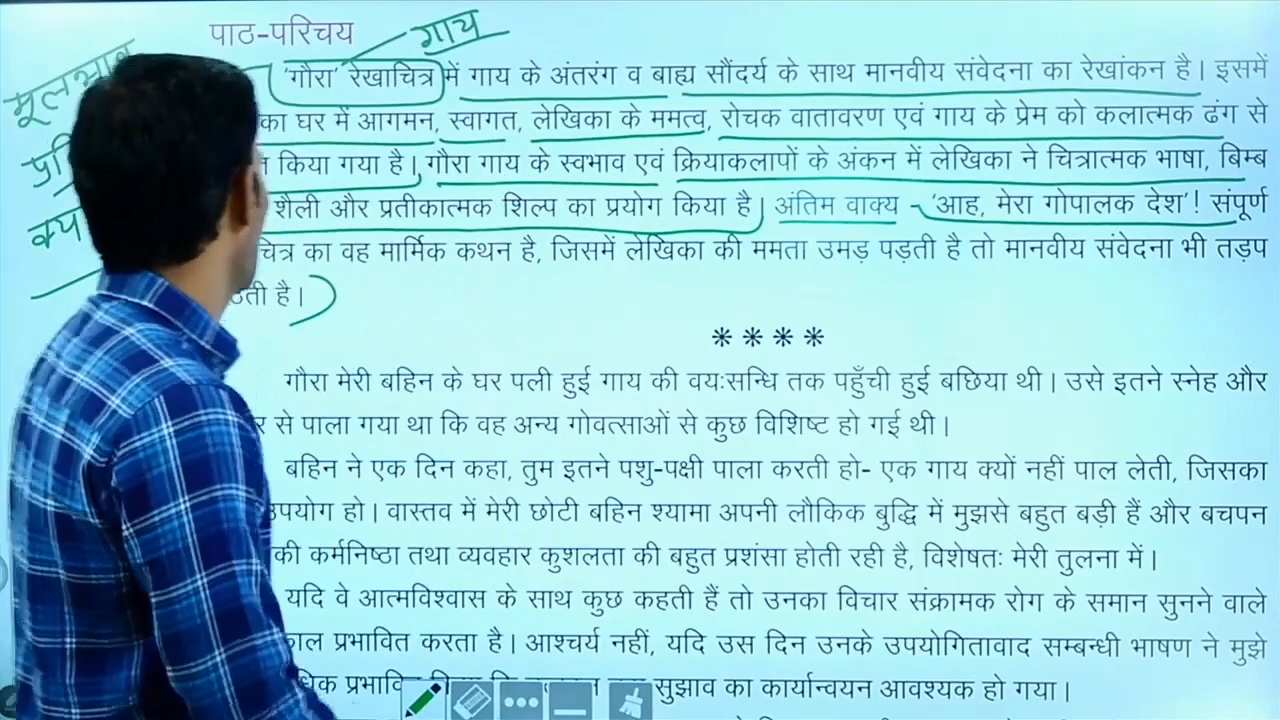 पाठ-परिचय
गाय
मूलभाव
'गौरा' रेखाचित्र में गाय के अंतरंग व बाह्य सौंदर्य के साथ मानवीय संवेदना का रेखांकन है। इसमें
का घर में आगमन, स्वागत, लेखिका के ममत्व, रोचक वातावरण एवं गाय के प्रेम को कलात्मक ढंग से
किया गया है। गौरा गाय के स्वभाव एवं क्रियाकलापों के अंकन में लेखिका ने चित्रात्मक भाषा, बिम्ब
शैली और प्रतीकात्मक शिल्प का प्रयोग किया है। अंतिम वाक्य - 'आह, मेरा गोपालक देश'! संपूर्ण
चित्र का वह मार्मिक कथन है, जिसमें लेखिका की ममता उमड़ पड़ती है तो मानवीय संवेदना भी तड़प
ती है।
****
गौरा मेरी बहिन के घर पली हुई गाय की वयःसन्धि तक पहुँची हुई बछिया थी। उसे इतने स्नेह और
र से पाला गया था कि वह अन्य गोवत्साओं से कुछ विशिष्ट हो गई थी।
बहिन ने एक दिन कहा, तुम इतने पशु-पक्षी पाला करती हो- एक गाय क्यों नहीं पाल लेती, जिसका
उपयोग हो। वास्तव में मेरी छोटी बहिन श्यामा अपनी लौकिक बुद्धि में मुझसे बहुत बड़ी हैं और बचपन
की कर्मनिष्ठा तथा व्यवहार कुशलता की बहुत प्रशंसा होती रही है, विशेषतः मेरी तुलना में।
यदि वे आत्मविश्वास के साथ कुछ कहती हैं तो उनका विचार संक्रामक रोग के समान सुनने वाले
काल प्रभावित करता है। आश्चर्य नहीं, यदि उस दिन उनके उपयोगितावाद सम्बन्धी भाषण ने मुझे
सुझाव का कार्यान्वयन आवश्यक हो गया।